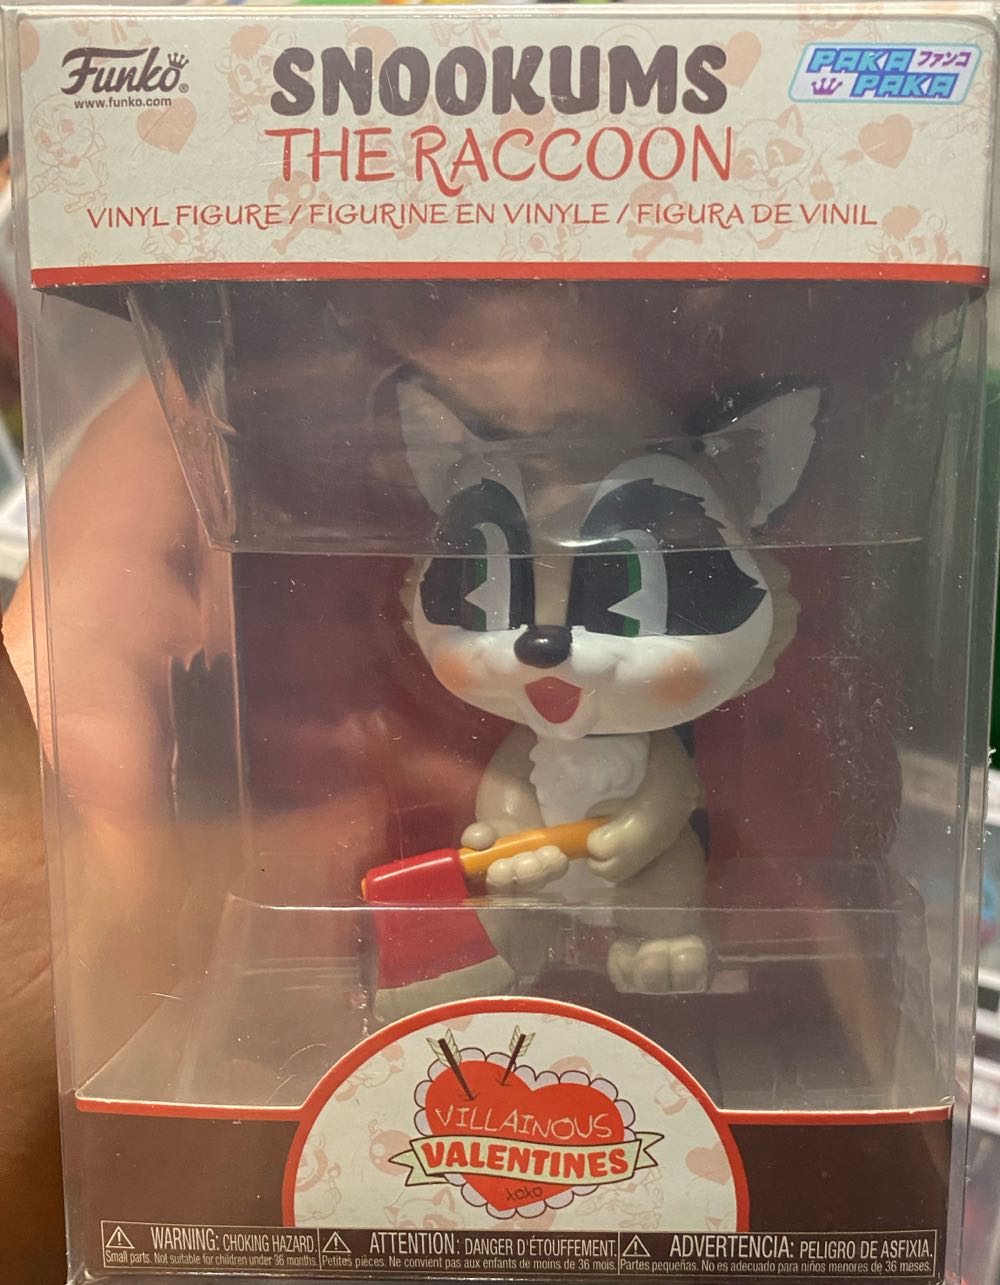 Funko®
www.funko.com
SNOOKUMS
THE RACCOON
PAKA ファンコ
PAKA
VINYL FIGURE / FIGURINE EN VINYLE / FIGURA DE VINIL
VILLAINOUS
VALENTINES
xoxo
WARNING: CHOKING HAZARD.
Small parts. Not suitable for children under 36 months.
ATTENTION: DANGER D'ÉTOUFFEMENT.
Petites pièces. Ne convient pas aux enfants de moins de 36 mois.
ADVERTENCIA: PELIGRO DE ASFIXIA.
Partes pequeñas. No es adecuado para niños menores de 36 meses.